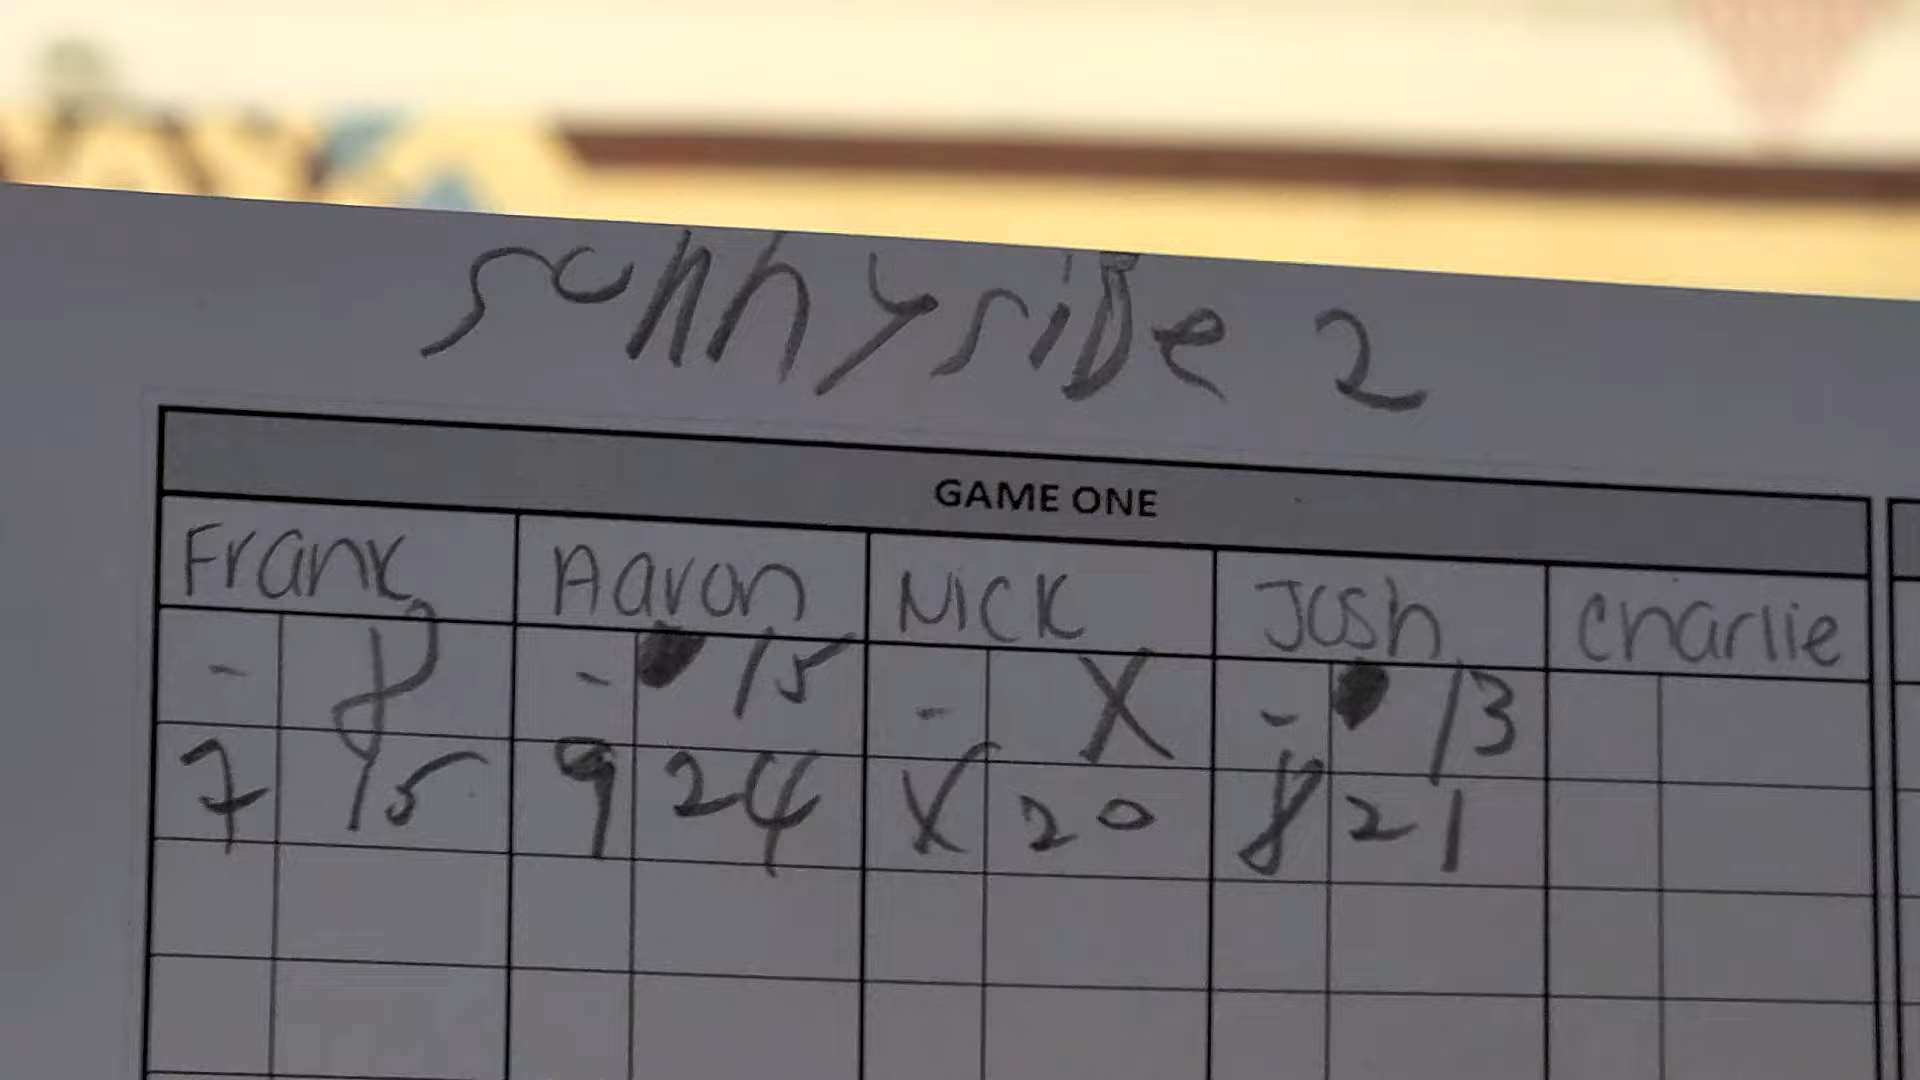 sunnysiDe 2
GAME ONE
Frank Aaron Nick Josh Charlie
- 8 - 15 - X - 13
7 15 9 24 X 20 8 21